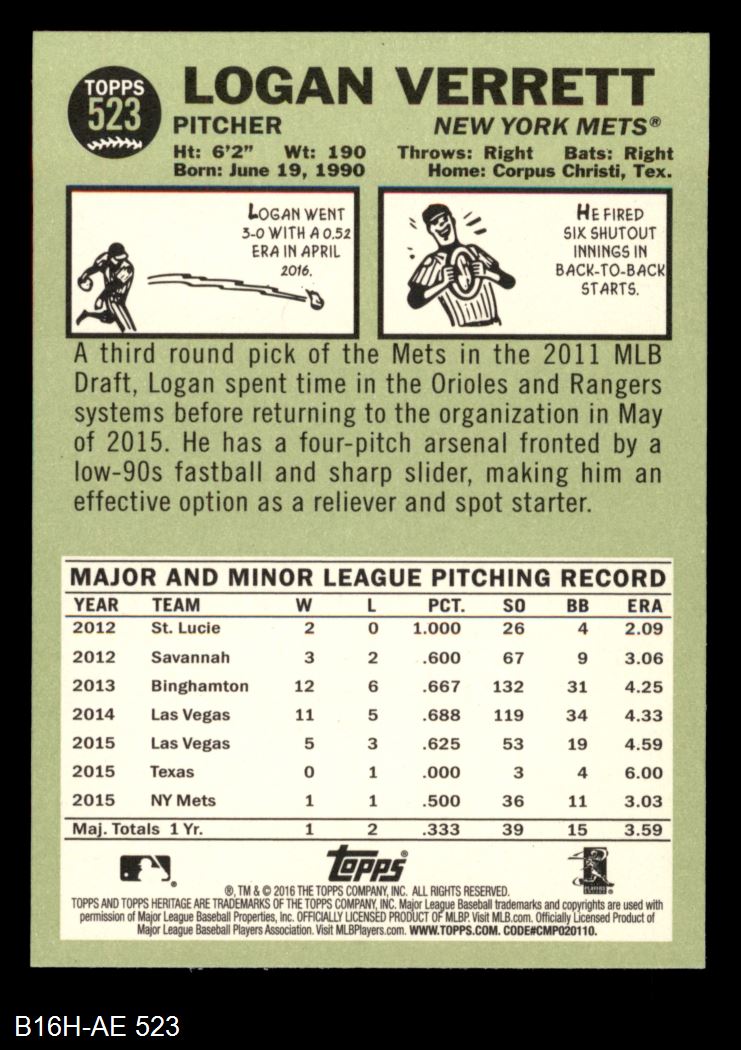 TOPPS
523
LOGAN VERRETT
PITCHER
NEW YORK METS®
Ht: 6'2" Wt: 190
Throws: Right Bats: Right
Born: June 19, 1990
Home: Corpus Christi, Tex.
LOGAN WENT
3-0 WITH A 0.52
ERA IN APRIL
2016.
HE FIRED
SIX SHUTOUT
INNINGS IN
BACK-TO-BACK
STARTS.
A third round pick of the Mets in the 2011 MLB
Draft, Logan spent time in the Orioles and Rangers
systems before returning to the organization in May
of 2015. He has a four-pitch arsenal fronted by a
low-90s fastball and sharp slider, making him an
effective option as a reliever and spot starter.
MAJOR AND MINOR LEAGUE PITCHING RECORD
YEAR TEAM W L PCT. SO BB ERA
2012 St. Lucie 2 0 1.000 26 4 2.09
2012 Savannah 3 2 .600 67 9 3.06
2013 Binghamton 12 6 .667 132 31 4.25
2014 Las Vegas 11 5 .688 119 34 4.33
2015 Las Vegas 5 3 .625 53 19 4.59
2015 Texas 0 1 .000 3 4 6.00
2015 NY Mets 1 1 .500 36 11 3.03
Maj. Totals 1 Yr. 1 2 .333 39 15 3.59
Topps®
®, TM & © 2016 THE TOPPS COMPANY, INC. ALL RIGHTS RESERVED.
TOPPS AND TOPPS HERITAGE ARE TRADEMARKS OF THE TOPPS COMPANY, INC. Major League Baseball trademarks and copyrights are used with
permission of Major League Baseball Properties, Inc. OFFICIALLY LICENSED PRODUCT OF MLBP. Visit MLB.com. Officially Licensed Product of
Major League Baseball Players Association. Visit MLBPlayers.com. WWW.TOPPS.COM. CODE#CMP020110.
B16H-AE 523